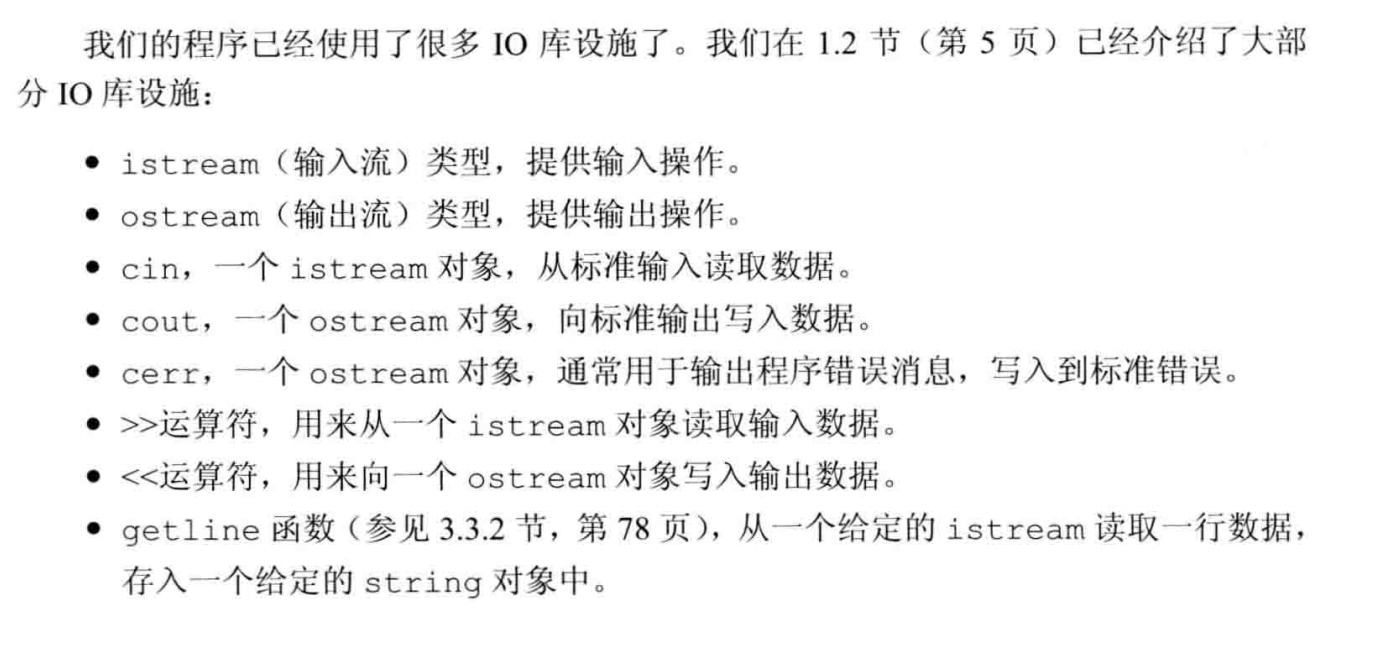 我们的程序已经使用了很多 IO 库设施了。我们在 1.2 节（第 5 页）已经介绍了大部
分 IO 库设施：
● istream（输入流）类型，提供输入操作。
● ostream（输出流）类型，提供输出操作。
● cin，一个 istream 对象，从标准输入读取数据。
● cout，一个 ostream 对象，向标准输出写入数据。
● cerr，一个 ostream 对象，通常用于输出程序错误消息，写入到标准错误。
● >>运算符，用来从一个 istream 对象读取输入数据。
● <<运算符，用来向一个 ostream 对象写入输出数据。
● getline 函数（参见 3.3.2 节，第 78 页），从一个给定的 istream 读取一行数据，
存入一个给定的 string 对象中。